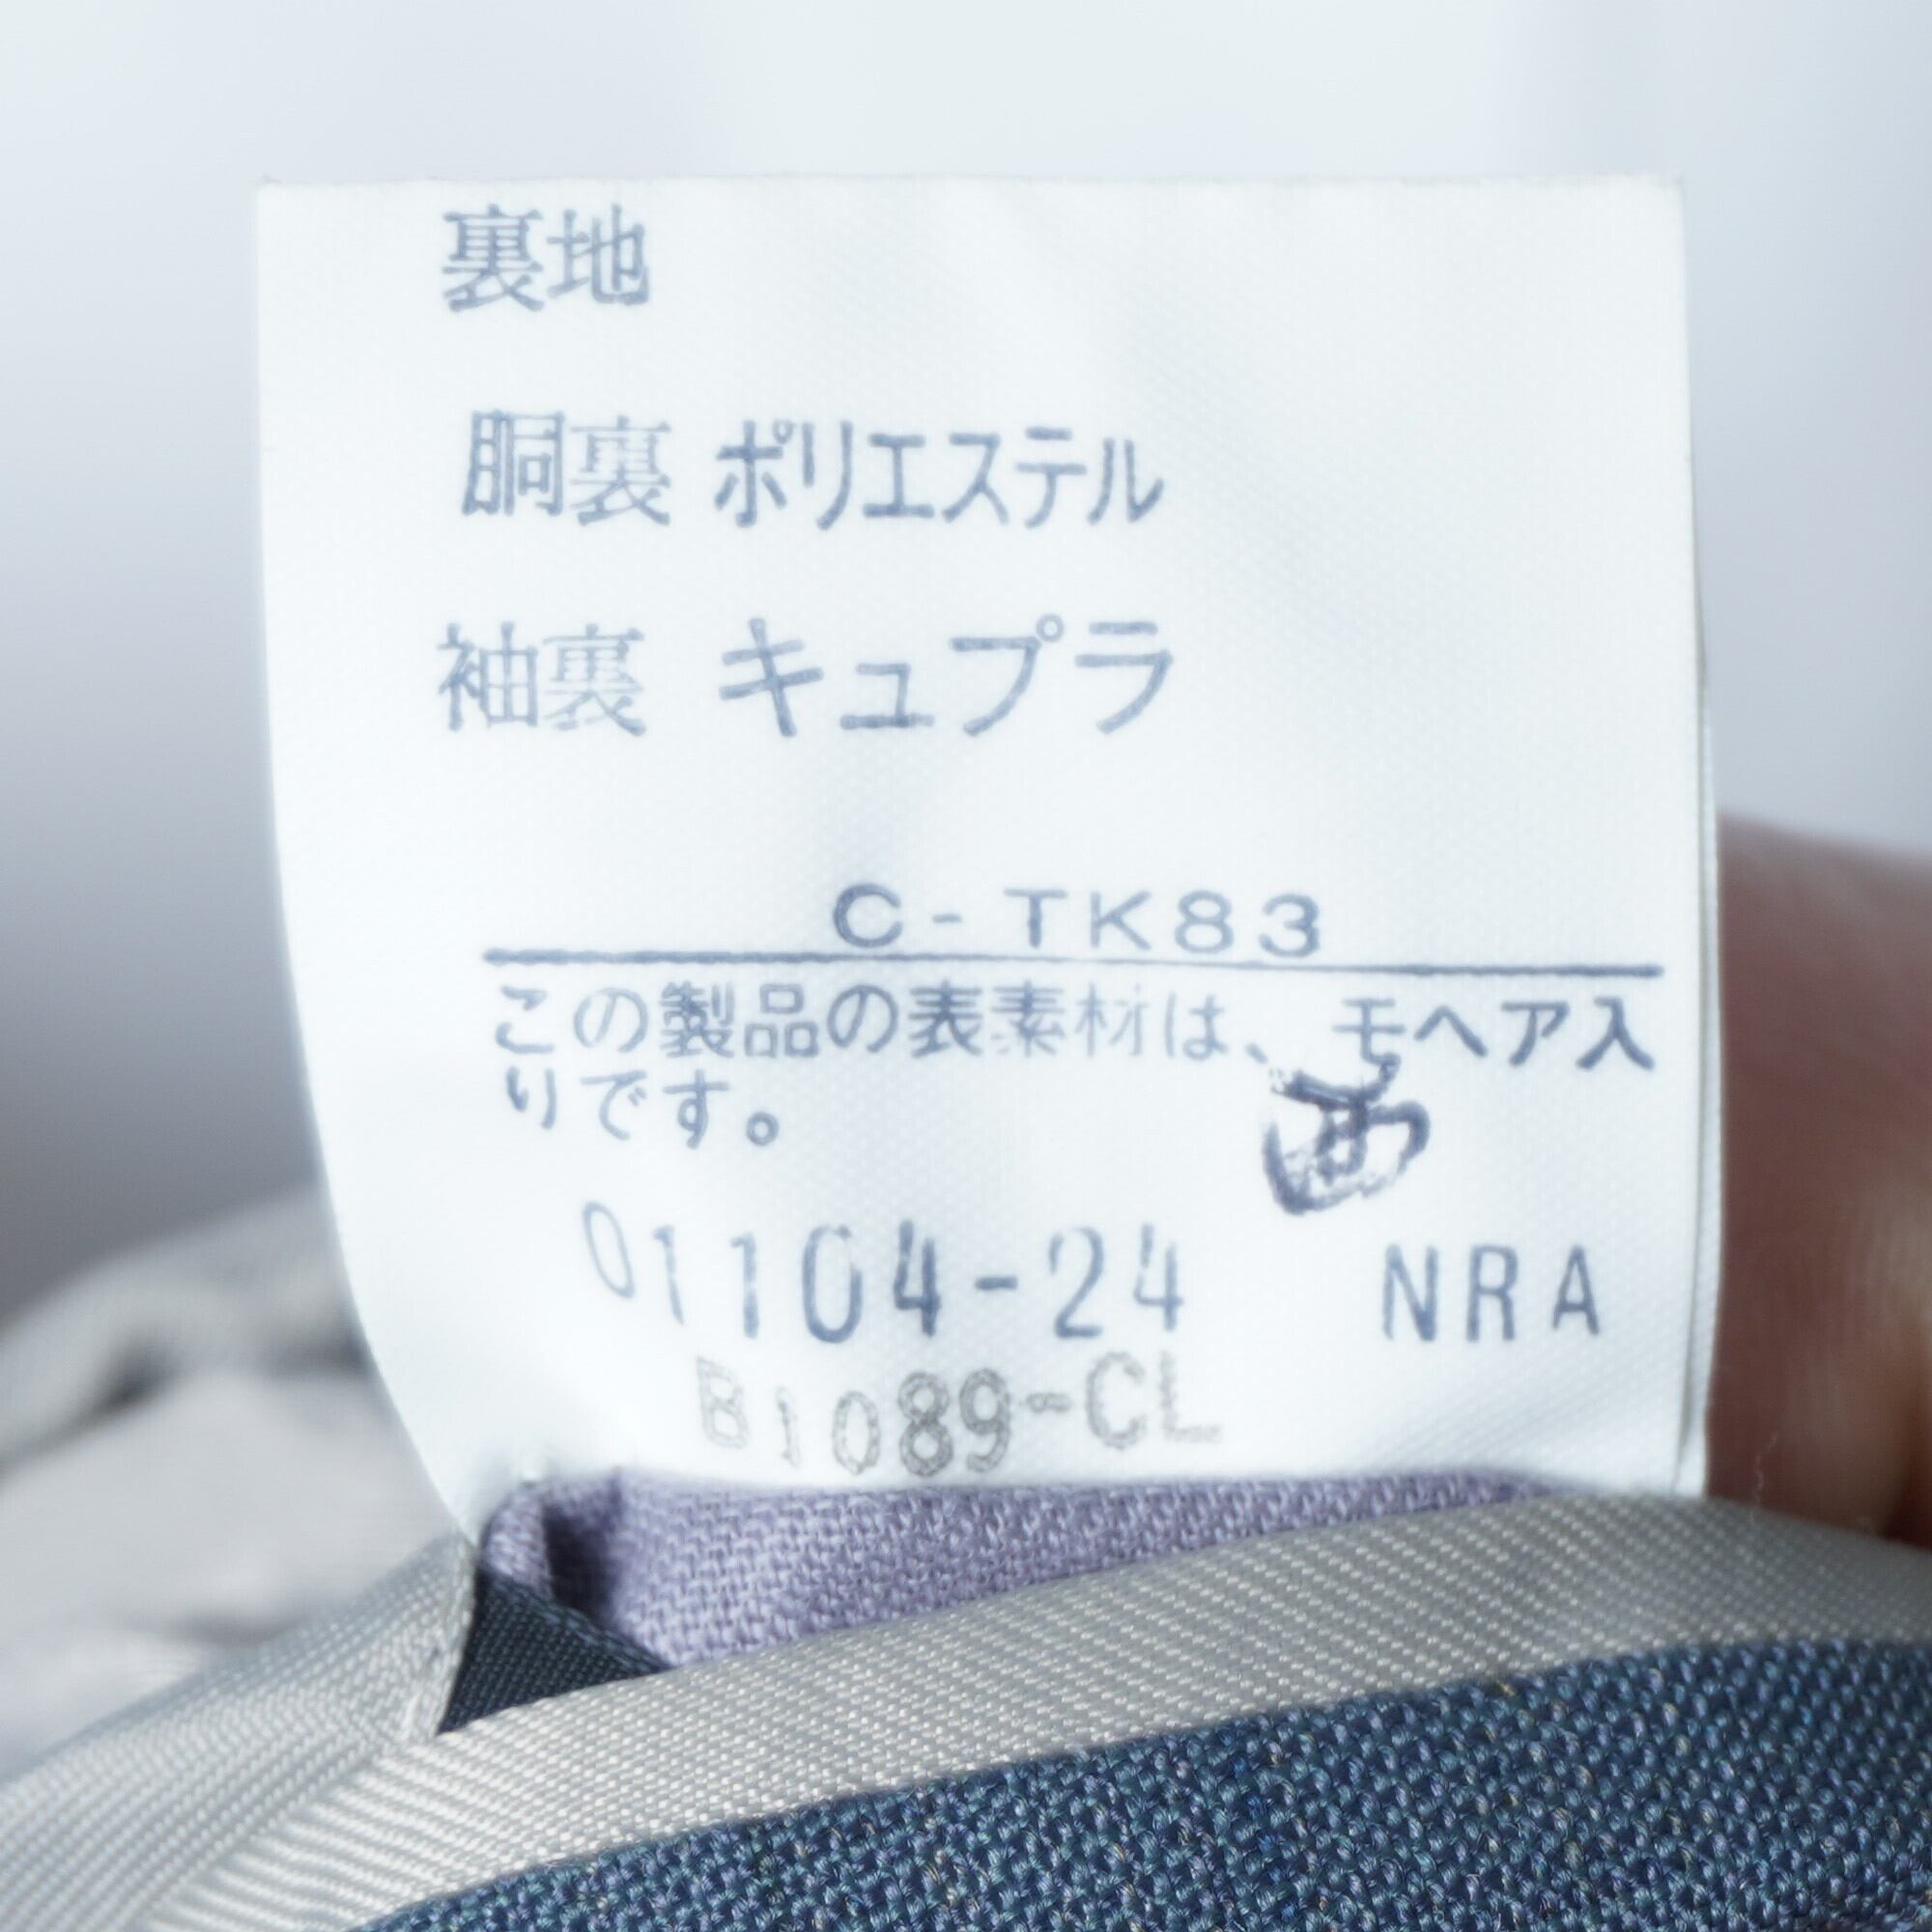 裏地
胴裏 ポリエステル
袖裏 キュプラ
C-TK83
この製品の表素材は、モヘア入
りです。
01104-24 NRA
B1089-CL